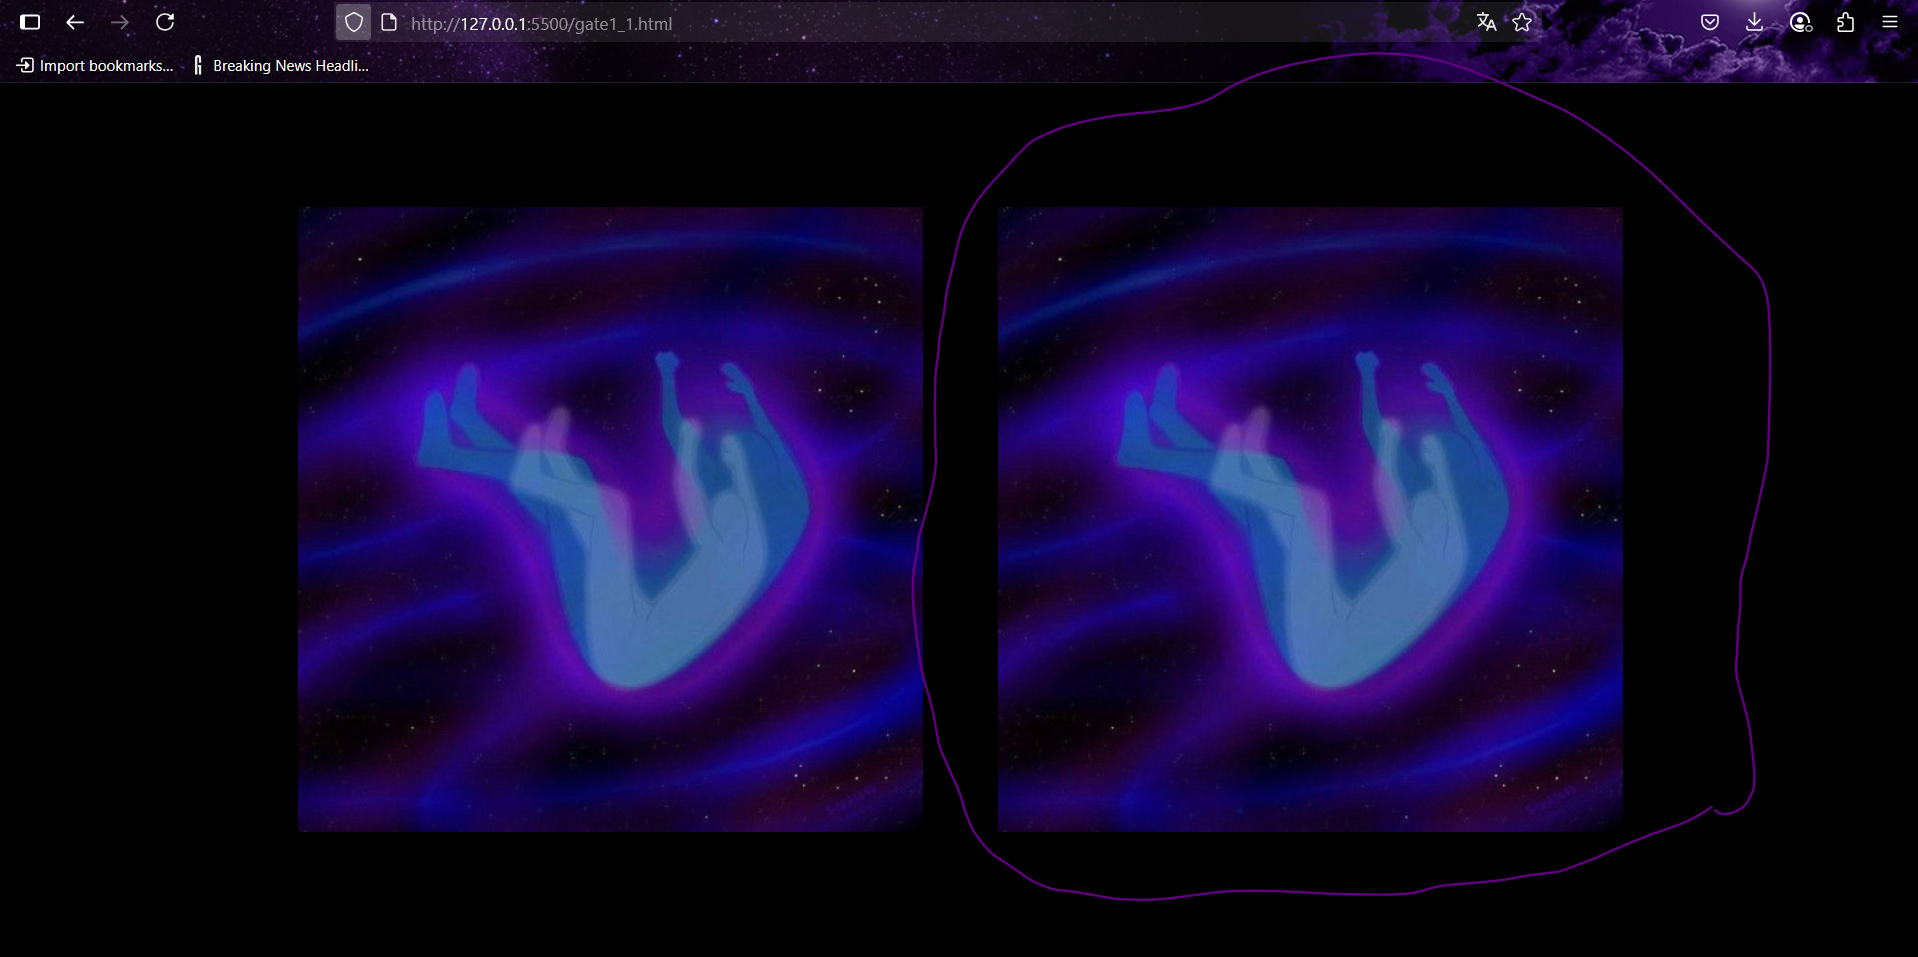 http://127.0.0.1:5500/gate1_1.html
Import bookmarks...
Breaking News Headli...